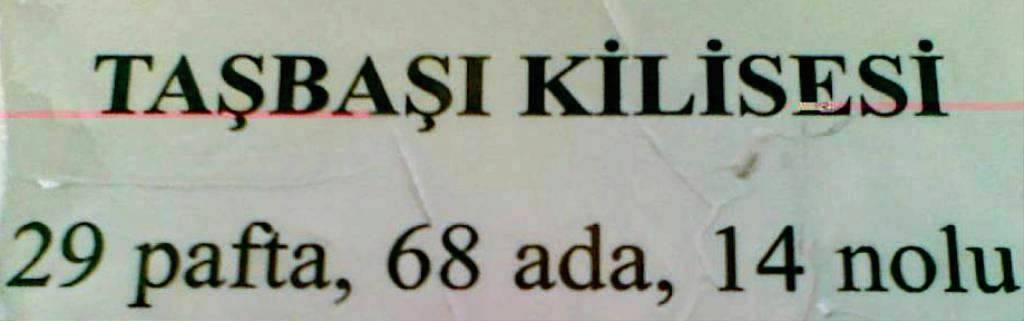 TAŞBAŞI KİLİSESİ
29 pafta, 68 ada, 14 nolu